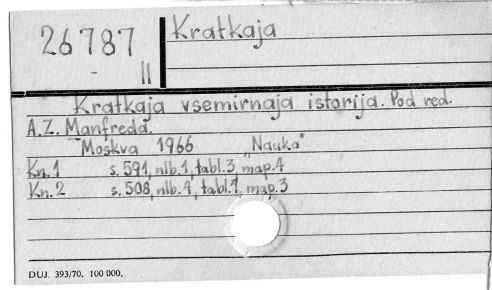 26787
II
Kratkaja
Kratkaja vsemirnaja istorija. Pod red.
A.Z. Manfreda.
Moskva 1966 "Nauka"
Kn. 1 s. 591, nlb. 1, tabl. 3, map. 4
Kn. 2 s. 508, nlb. 1, tabl. 1, map. 3
DUJ. 393/70. 100 000.